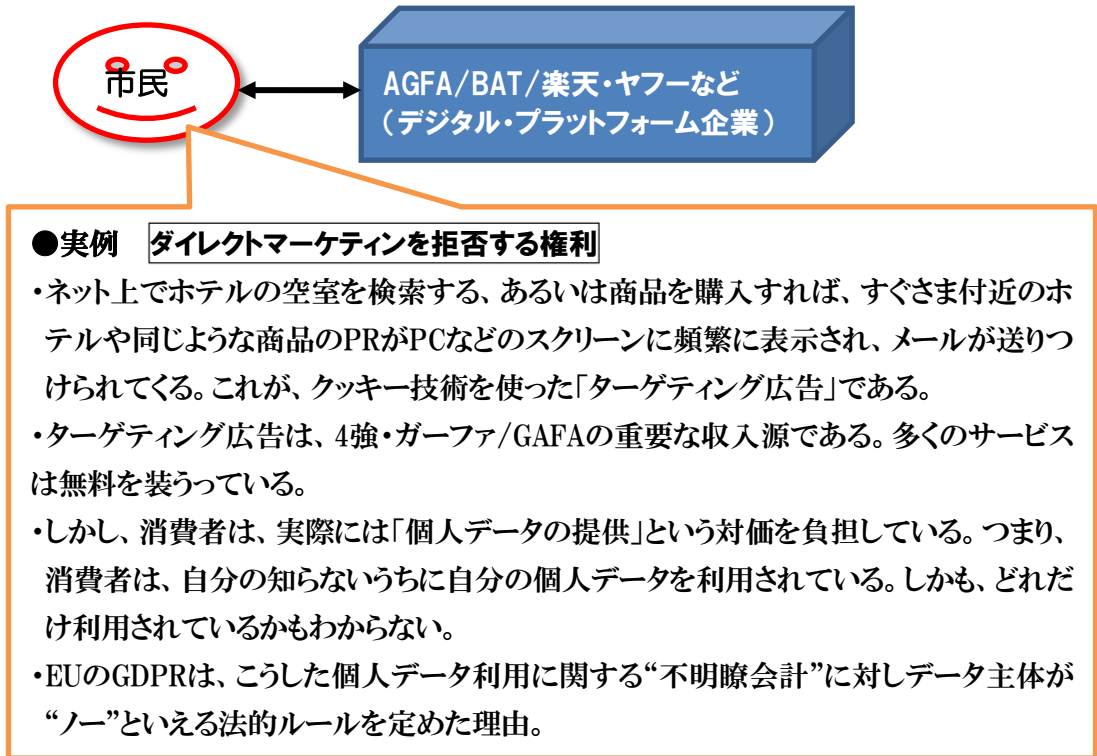 市民
AGFA/BAT/楽天・ヤフーなど
(デジタル・プラットフォーム企業)
●実例 ダイレクトマーケティンを拒否する権利
・ネット上でホテルの空室を検索する、あるいは商品を購入すれば、すぐさま付近のホ
テルや同じような商品のPRがPCなどのスクリーンに頻繁に表示され、メールが送りつ
けられてくる。これが、クッキー技術を使った「ターゲティング広告」である。
・ターゲティング広告は、4強・ガーファ/GAFAの重要な収入源である。多くのサービス
は無料を装うっている。
・しかし、消費者は、実際には「個人データの提供」という対価を負担している。つまり、
消費者は、自分の知らないうちに自分の個人データを利用されている。しかも、どれだ
け利用されているかもわからない。
・EUのGDPRは、こうした個人データ利用に関する“不明瞭会計”に対しデータ主体が
“ノー”といえる法的ルールを定めた理由。